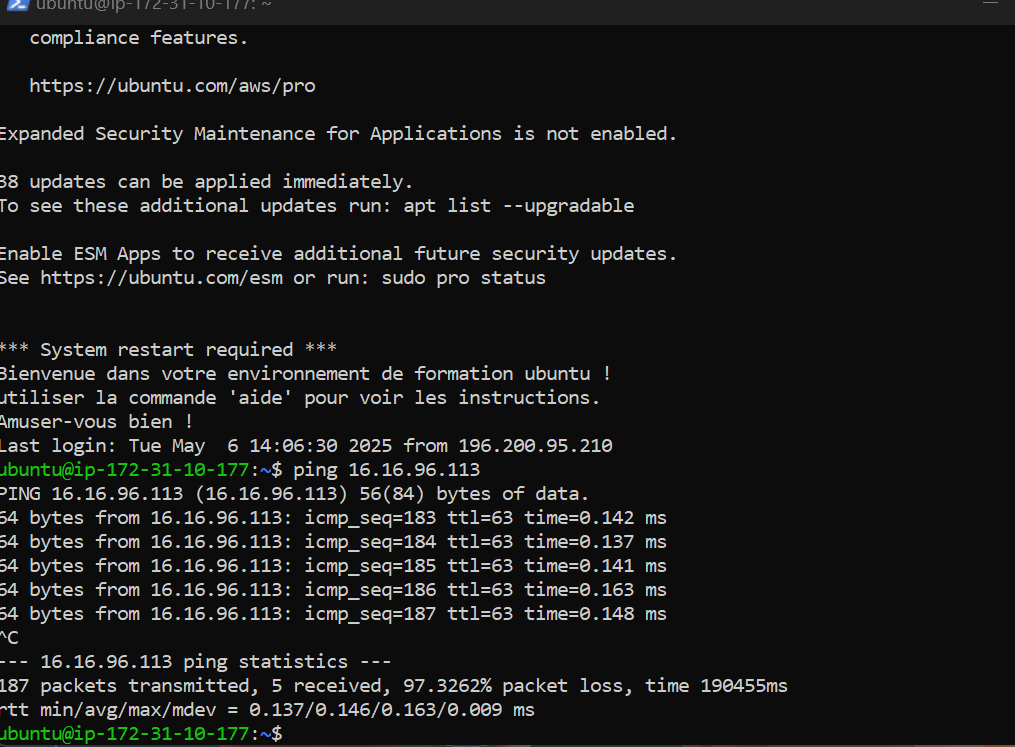 ubuntu@ip-172-31-10-177: ~
compliance features.
https://ubuntu.com/aws/pro
Expanded Security Maintenance for Applications is not enabled.
38 updates can be applied immediately.
To see these additional updates run: apt list --upgradable
Enable ESM Apps to receive additional future security updates.
See https://ubuntu.com/esm or run: sudo pro status
*** System restart required ***
Bienvenue dans votre environnement de formation ubuntu !
utiliser la commande 'aide' pour voir les instructions.
Amuser-vous bien !
Last login: Tue May  6 14:06:30 2025 from 196.200.95.210
ubuntu@ip-172-31-10-177:~$ ping 16.16.96.113
PING 16.16.96.113 (16.16.96.113) 56(84) bytes of data.
64 bytes from 16.16.96.113: icmp_seq=183 ttl=63 time=0.142 ms
64 bytes from 16.16.96.113: icmp_seq=184 ttl=63 time=0.137 ms
64 bytes from 16.16.96.113: icmp_seq=185 ttl=63 time=0.141 ms
64 bytes from 16.16.96.113: icmp_seq=186 ttl=63 time=0.163 ms
64 bytes from 16.16.96.113: icmp_seq=187 ttl=63 time=0.148 ms
^C
--- 16.16.96.113 ping statistics ---
187 packets transmitted, 5 received, 97.3262% packet loss, time 190455ms
rtt min/avg/max/mdev = 0.137/0.146/0.163/0.009 ms
ubuntu@ip-172-31-10-177:~$